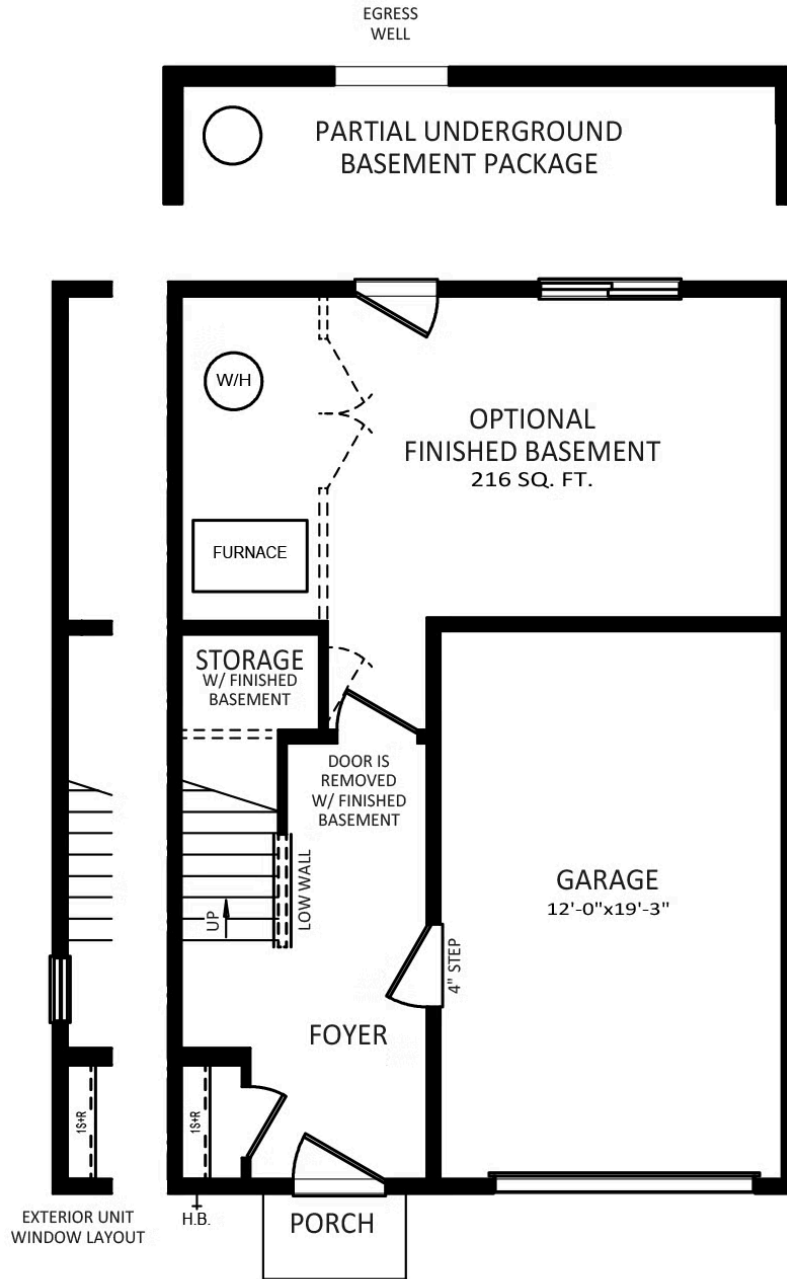 EGRESS
WELL
PARTIAL UNDERGROUND
BASEMENT PACKAGE
W/H
OPTIONAL
FINISHED BASEMENT
216 SQ. FT.
FURNACE
STORAGE
W/ FINISHED
BASEMENT
DOOR IS
REMOVED
W/ FINISHED
BASEMENT
LOW WALL
UP
GARAGE
12'-0"x19'-3"
4" STEP
FOYER
1S+R
1S+R
EXTERIOR UNIT
WINDOW LAYOUT
H.B.
PORCH